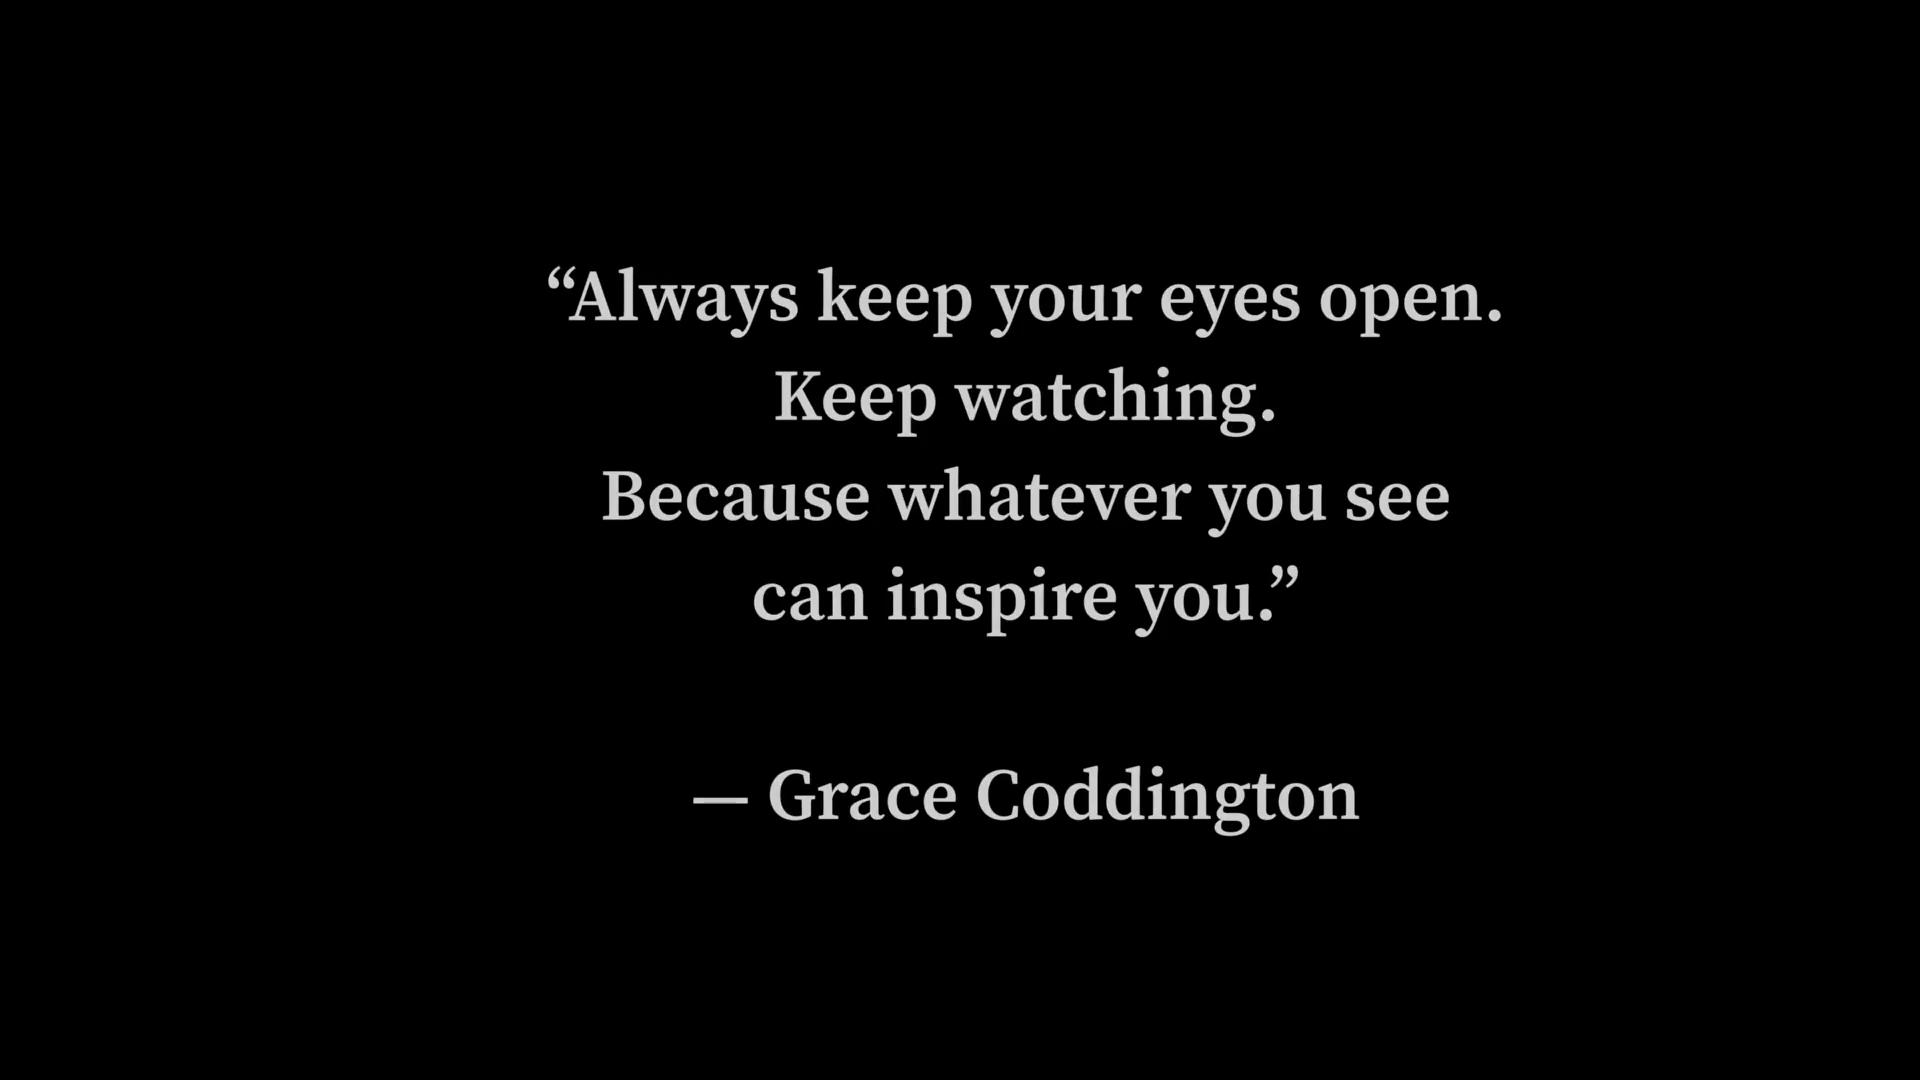 “Always keep your eyes open.
Keep watching.
Because whatever you see
can inspire you.”
— Grace Coddington